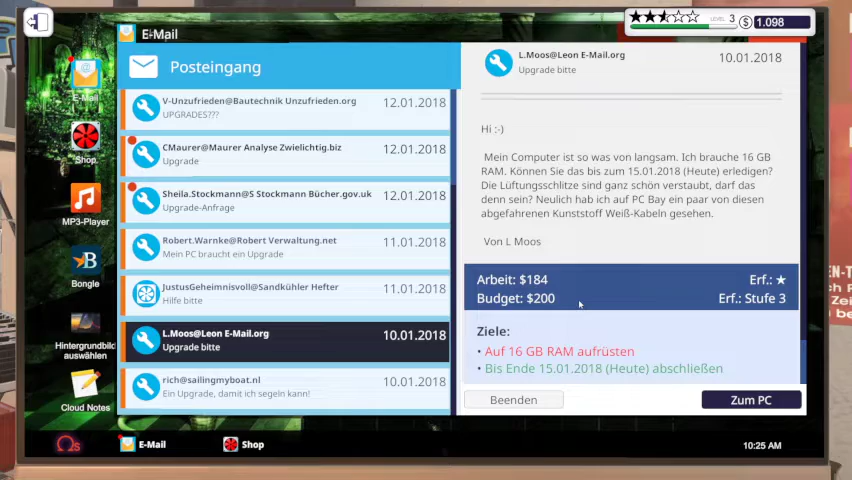 E-Mail
LEVEL 3
$ 1.098
Posteingang
V-Unzufrieden@Bautechnik Unzufrieden.org 12.01.2018
UPGRADES???
CMaurer@Maurer Analyse Zwielichtig.biz 12.01.2018
Upgrade
Sheila.Stockmann@S Stockmann Bücher.gov.uk 12.01.2018
Upgrade-Anfrage
Robert.Warnke@Robert Verwaltung.net 11.01.2018
Mein PC braucht ein Upgrade
JustusGeheimnisvoll@Sandkühler Hefter 11.01.2018
Hilfe bitte
L.Moos@Leon E-Mail.org 10.01.2018
Upgrade bitte
rich@sailingmyboat.nl 10.01.2018
Ein Upgrade, damit ich segeln kann!
L.Moos@Leon E-Mail.org 10.01.2018
Upgrade bitte
Hi :-)
Mein Computer ist so was von langsam. Ich brauche 16 GB
RAM. Können Sie das bis zum 15.01.2018 (Heute) erledigen?
Die Lüftungsschlitze sind ganz schön verstaubt, darf das
denn sein? Neulich hab ich auf PC Bay ein paar von diesen
abgefahrenen Kunststoff Weiß-Kabeln gesehen.
Von L Moos
Arbeit: $184 Erf.: ★
Budget: $200 Erf.: Stufe 3
Ziele:
• Auf 16 GB RAM aufrüsten
• Bis Ende 15.01.2018 (Heute) abschließen
Beenden Zum PC
E-Mail
Shop
MP3-Player
Bongle
Hintergrundbild
auswählen
Cloud Notes
Ωs E-Mail Shop 10:25 AM